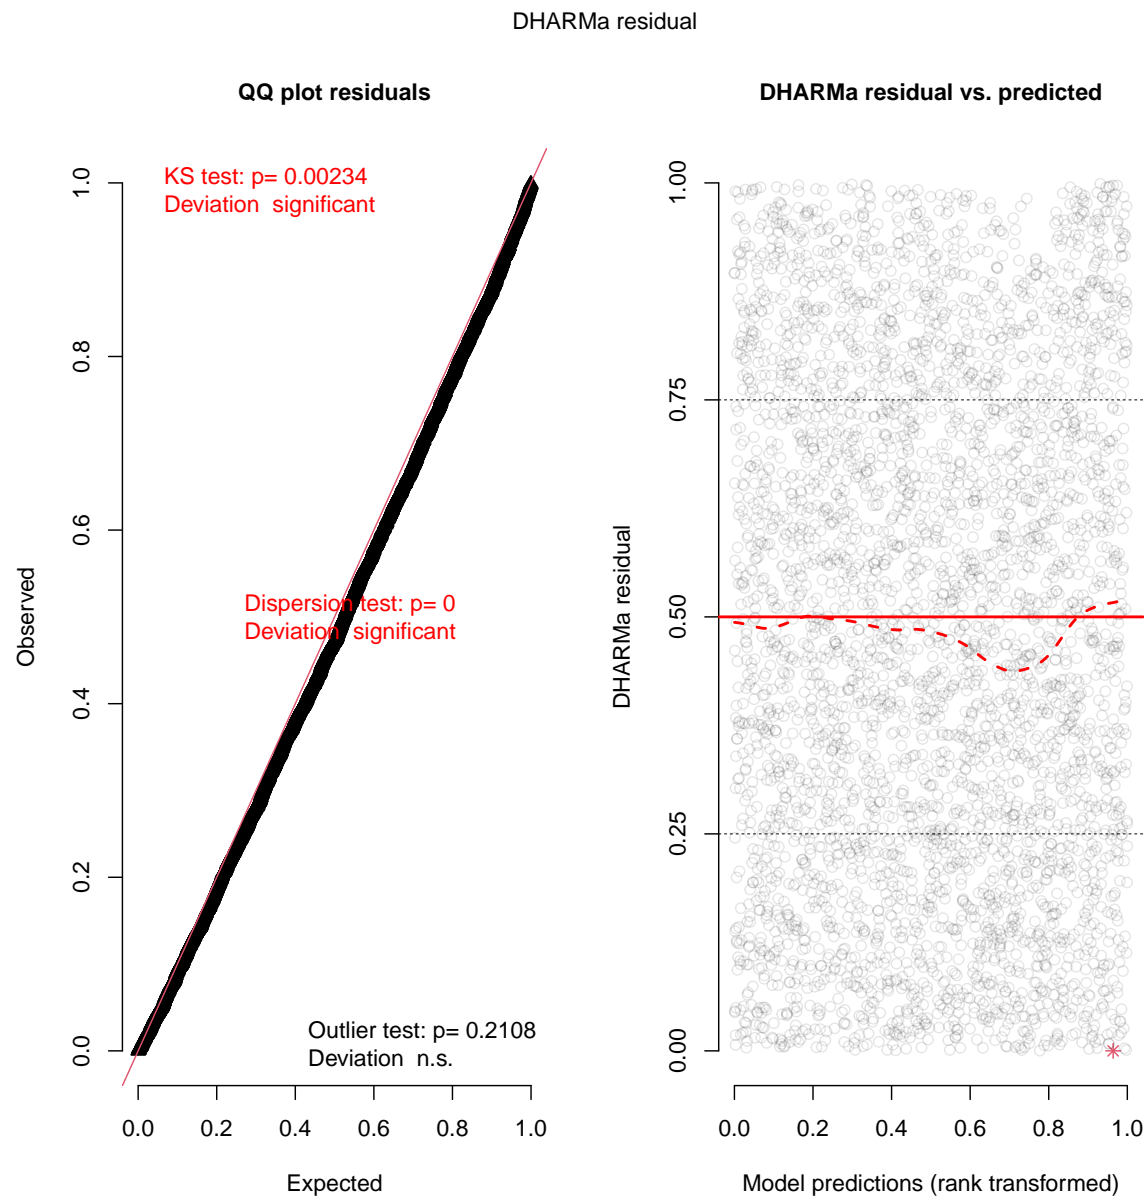 DHARMa residual
QQ plot residuals
KS test: p= 0.00234
Deviation  significant
Dispersion test: p= 0
Deviation  significant
Outlier test: p= 0.2108
Deviation  n.s.
Observed
1.0
0.8
0.6
0.4
0.2
0.0
0.0 0.2 0.4 0.6 0.8 1.0
Expected
DHARMa residual vs. predicted
DHARMa residual
1.00
0.75
0.50
0.25
0.00
0.0 0.2 0.4 0.6 0.8 1.0
Model predictions (rank transformed)